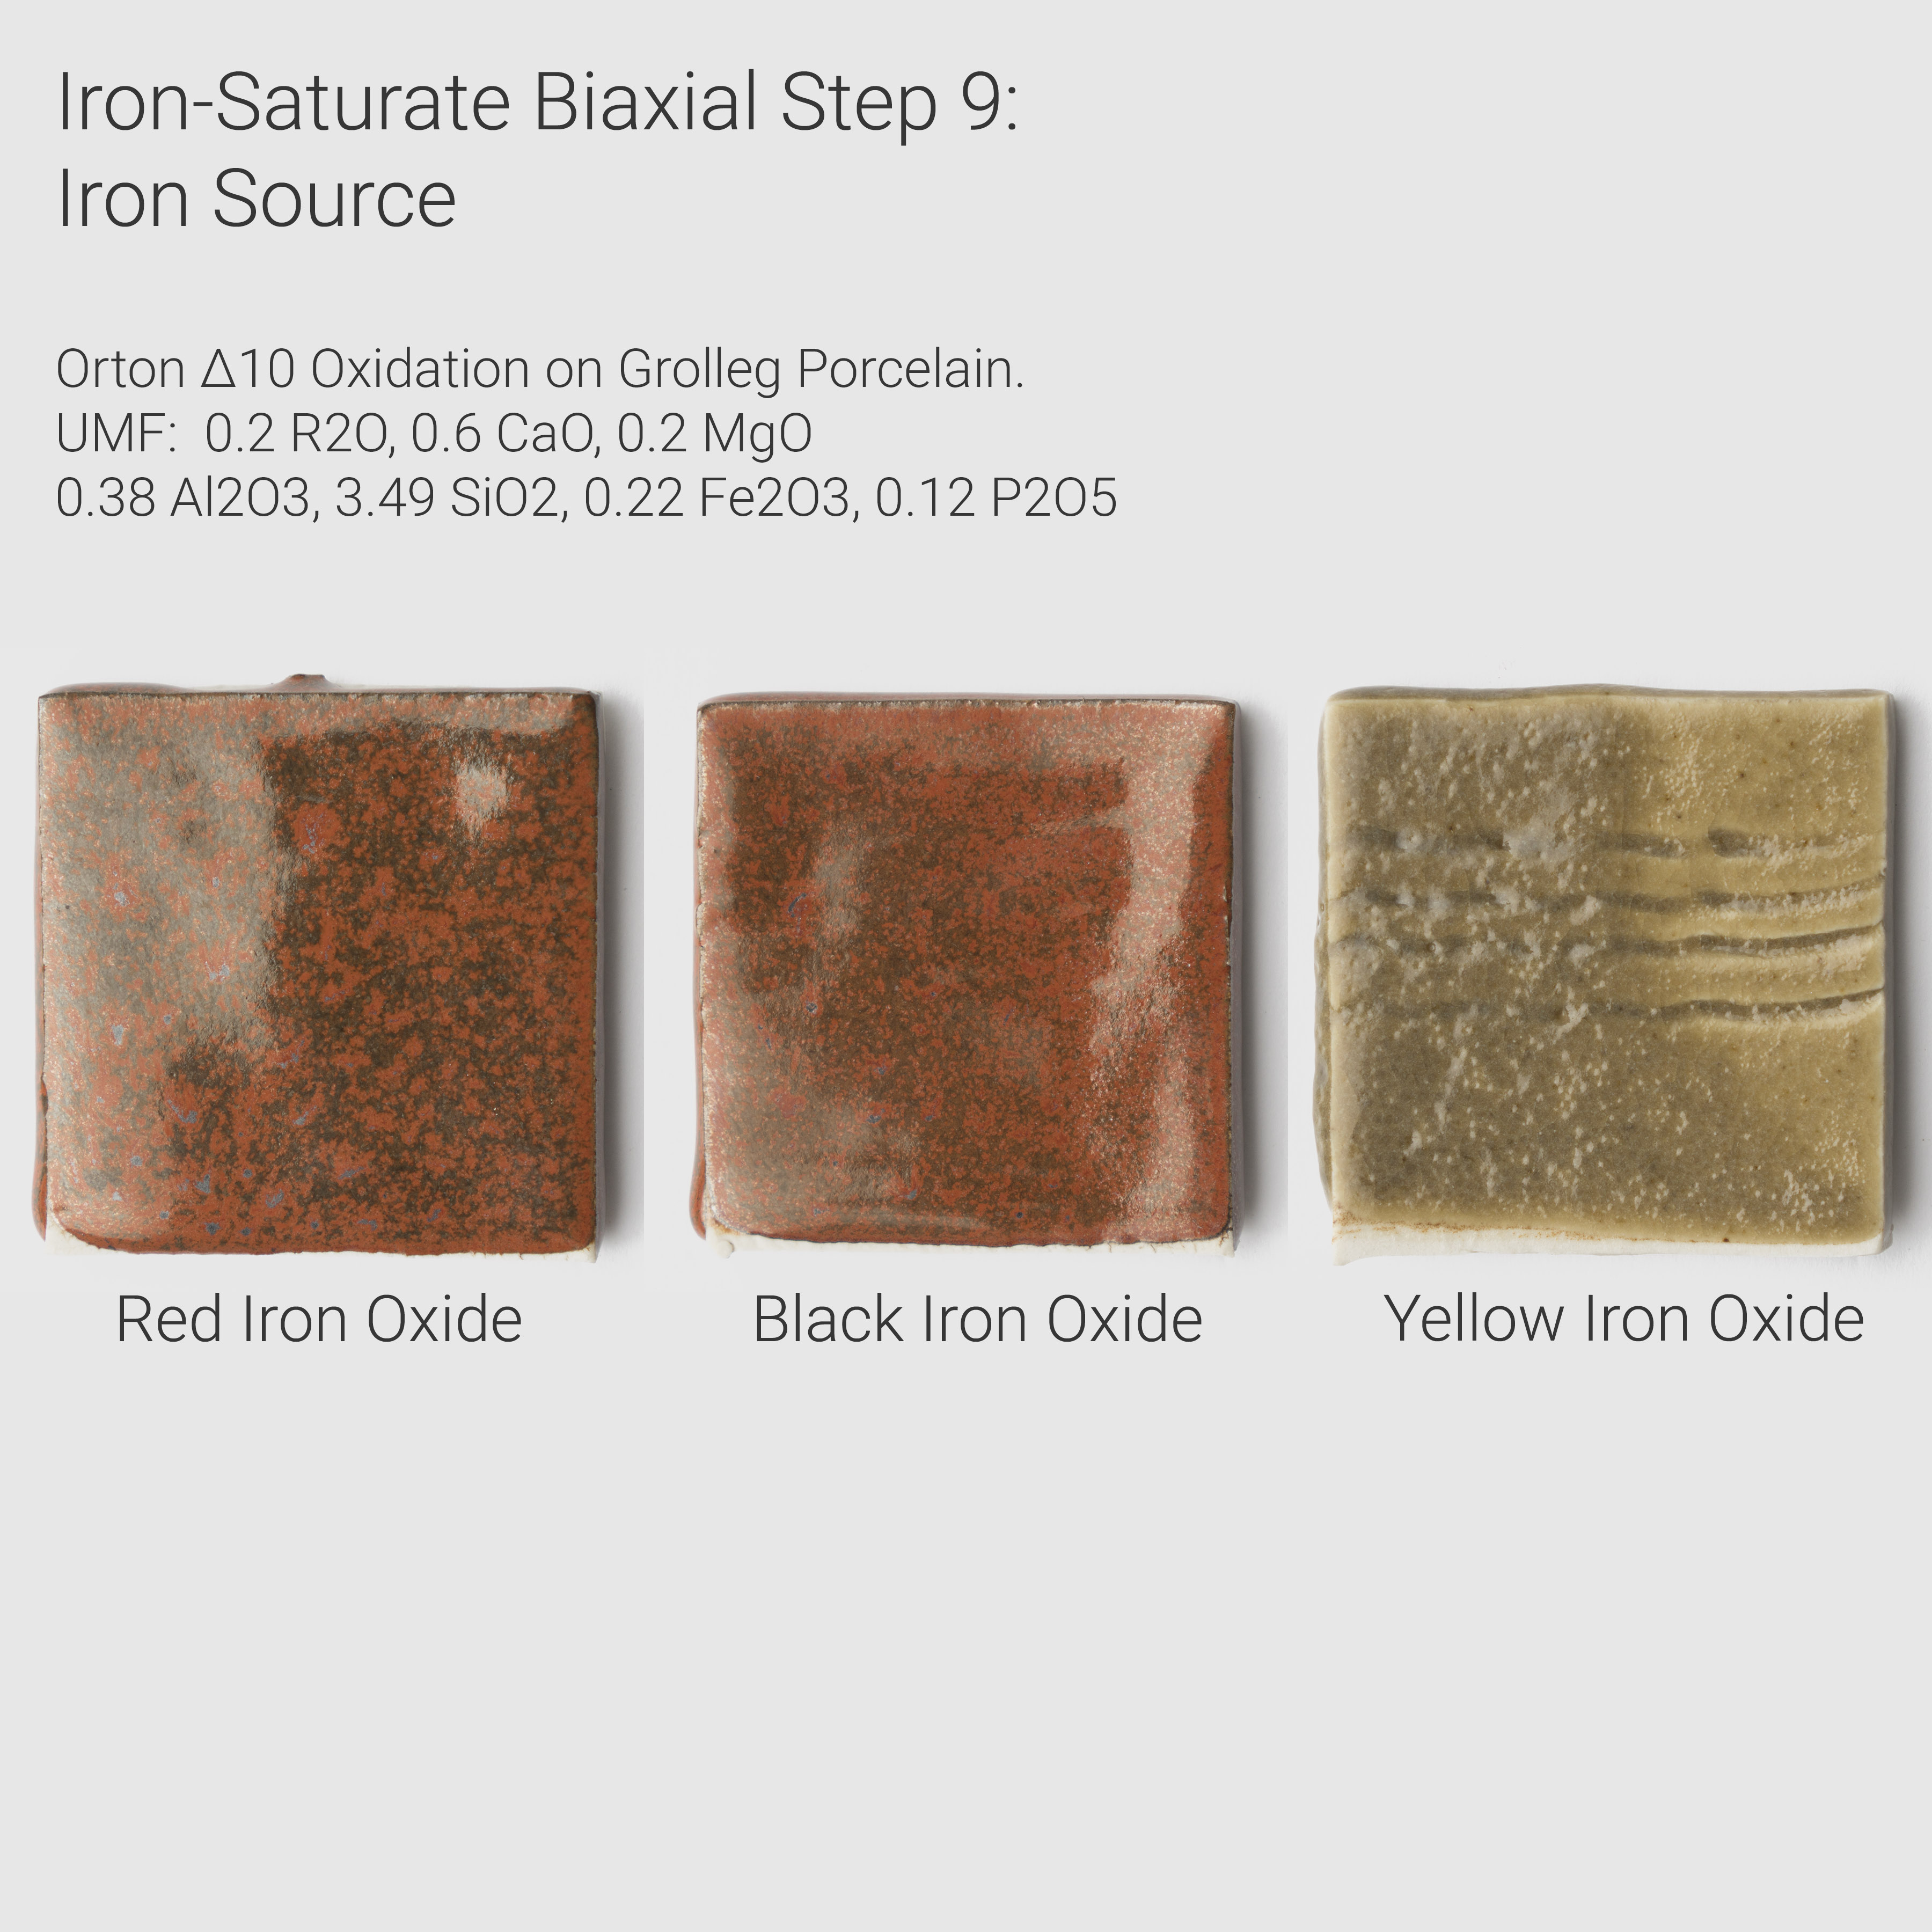 Iron-Saturate Biaxial Step 9:
Iron Source
Orton Δ10 Oxidation on Grolleg Porcelain.
UMF:  0.2 R2O, 0.6 CaO, 0.2 MgO
0.38 Al2O3, 3.49 SiO2, 0.22 Fe2O3, 0.12 P2O5
Red Iron Oxide
Black Iron Oxide
Yellow Iron Oxide